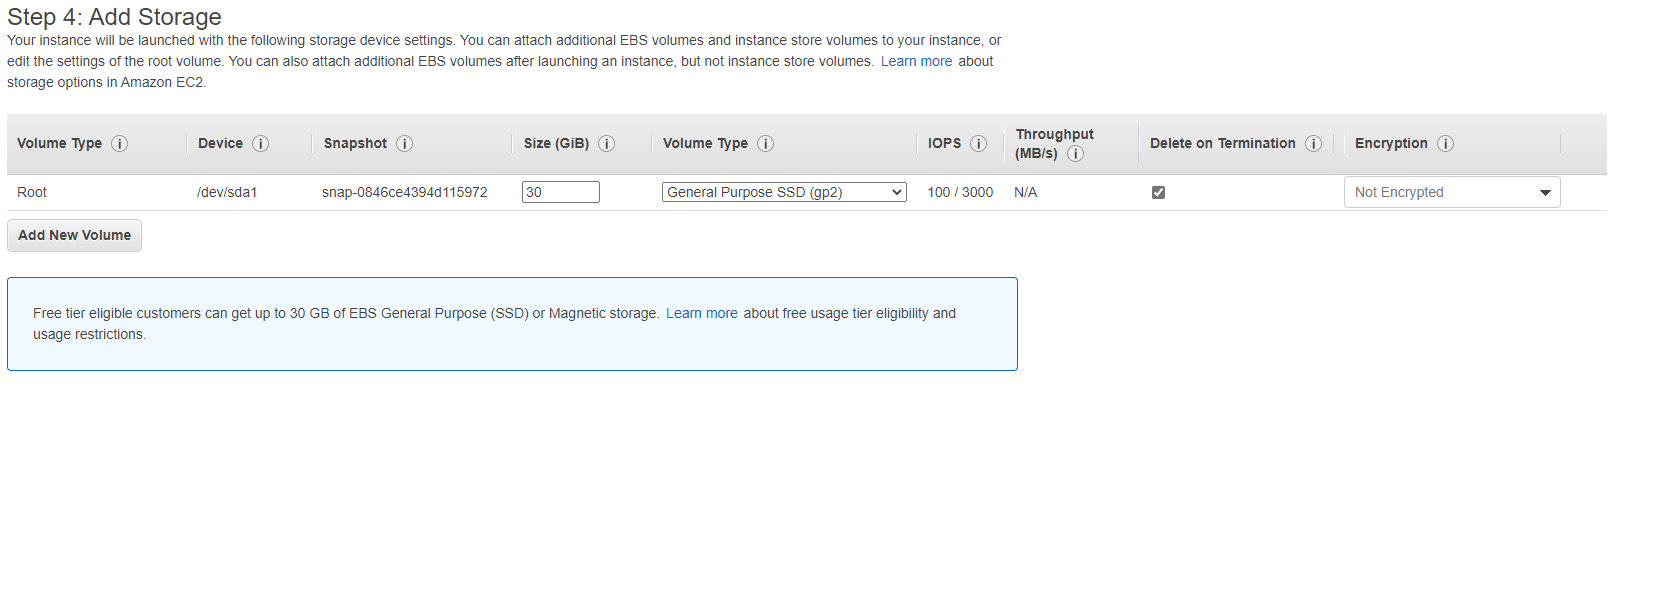 Step 4: Add Storage
Your instance will be launched with the following storage device settings. You can attach additional EBS volumes and instance store volumes to your instance, or
edit the settings of the root volume. You can also attach additional EBS volumes after launching an instance, but not instance store volumes. Learn more about
storage options in Amazon EC2.
Volume Type i Device i Snapshot i Size (GiB) i Volume Type i IOPS i Throughput (MB/s) i Delete on Termination i Encryption i
Root /dev/sda1 snap-0846ce4394d115972 30 General Purpose SSD (gp2) 100 / 3000 N/A Not Encrypted
Add New Volume
Free tier eligible customers can get up to 30 GB of EBS General Purpose (SSD) or Magnetic storage. Learn more about free usage tier eligibility and
usage restrictions.